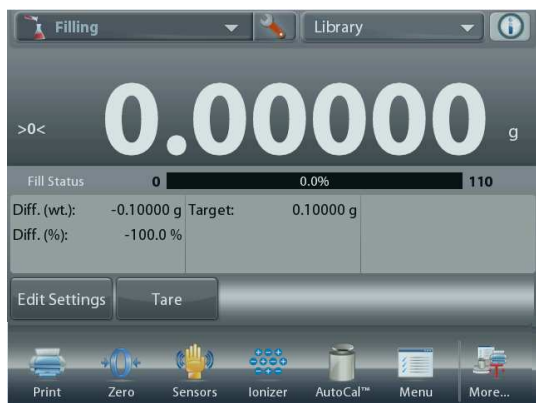 Filling
Library
>0<
0.00000 g
Fill Status 0 0.0% 110
Diff. (wt.): -0.10000 g Target: 0.10000 g
Diff. (%): -100.0 %
Edit Settings Tare
Print Zero Sensors Ionizer AutoCal™ Menu More...